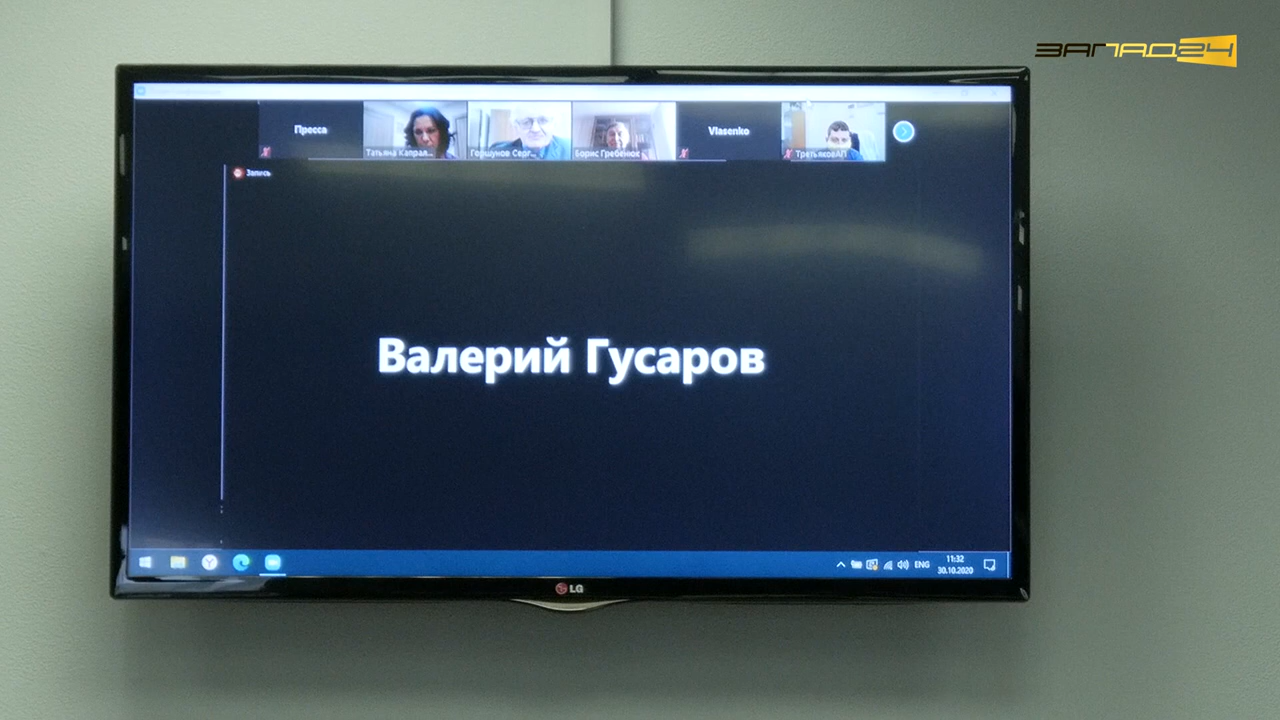 ЗАПАД24
Пресса
Татьяна Капрал...
Горшунов Серг...
Борис Гребенюк
Vlasenko
ТретьяковАП
Запись
Валерий Гусаров
ENG
11:32
30.10.2020
LG